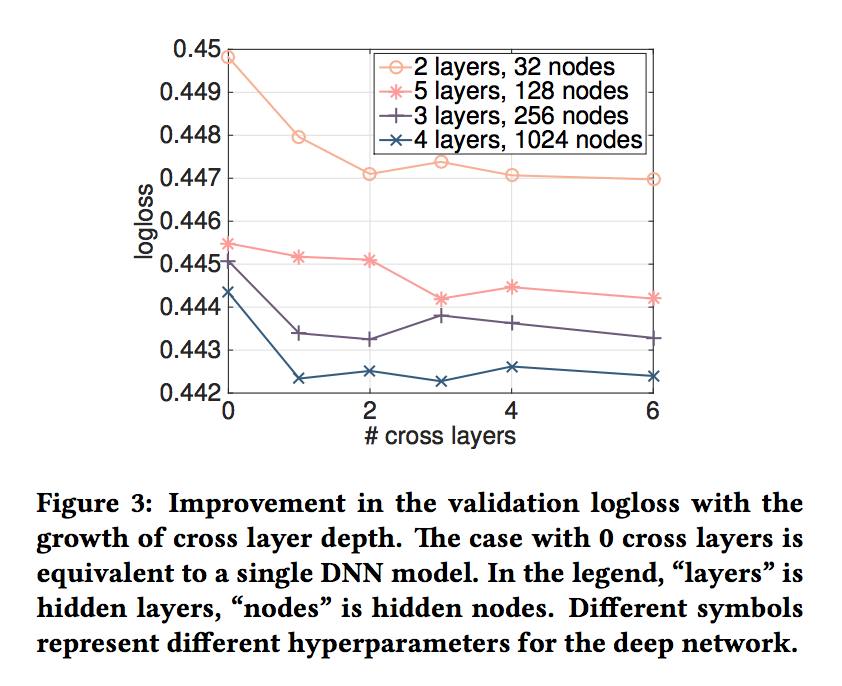 0.45
0.449
0.448
0.447
0.446
0.445
0.444
0.443
0.442
logloss
2 layers, 32 nodes
5 layers, 128 nodes
3 layers, 256 nodes
4 layers, 1024 nodes
0 2 4 6
# cross layers
Figure 3: Improvement in the validation logloss with the
growth of cross layer depth. The case with 0 cross layers is
equivalent to a single DNN model. In the legend, “layers” is
hidden layers, “nodes” is hidden nodes. Different symbols
represent different hyperparameters for the deep network.